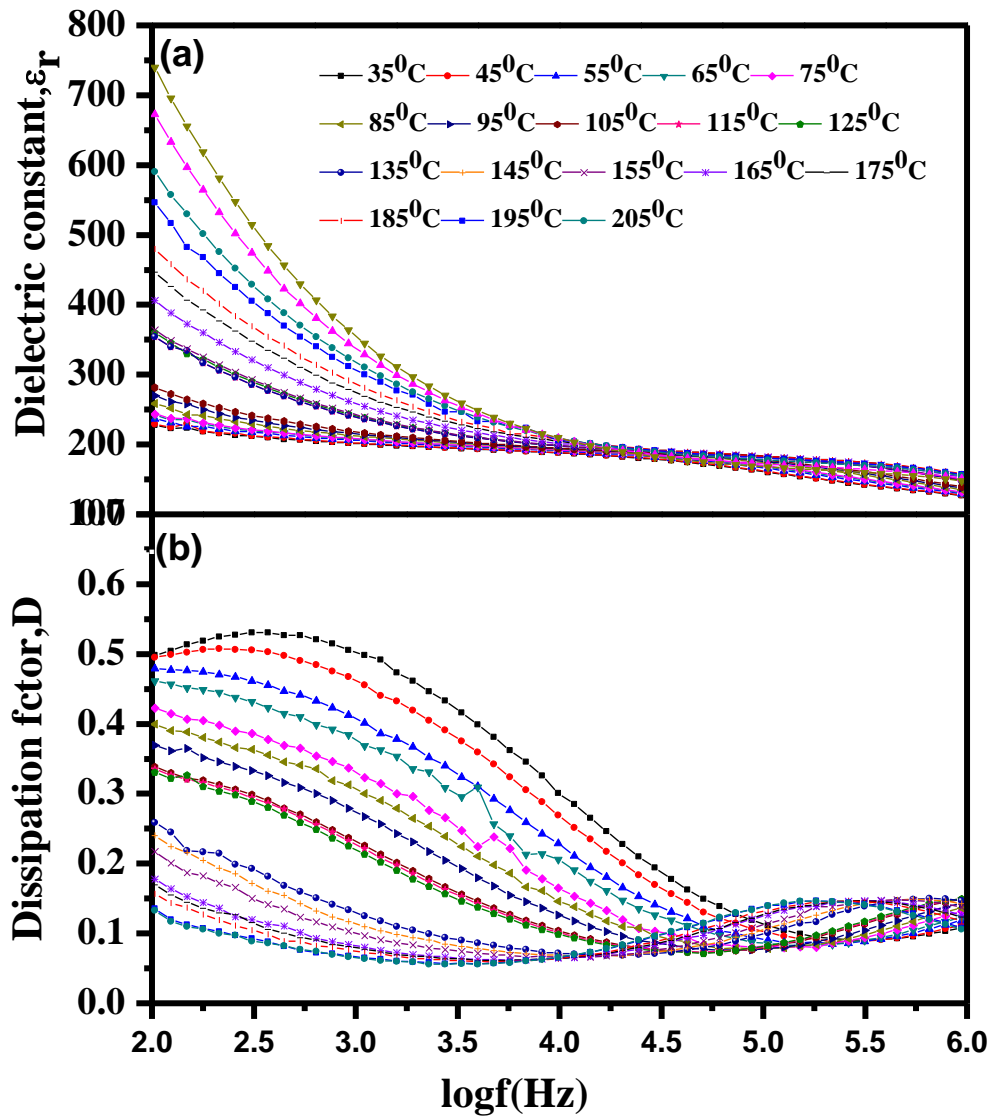 800
700
600
500
400
300
200
Dielectric constant,εr
(a)
35⁰C 45⁰C 55⁰C 65⁰C 75⁰C
85⁰C 95⁰C 105⁰C 115⁰C 125⁰C
135⁰C 145⁰C 155⁰C 165⁰C 175⁰C
185⁰C 195⁰C 205⁰C
(b)
0.6
0.5
0.4
0.3
0.2
0.1
0.0
Dissipation fctor,D
2.0 2.5 3.0 3.5 4.0 4.5 5.0 5.5 6.0
logf(Hz)